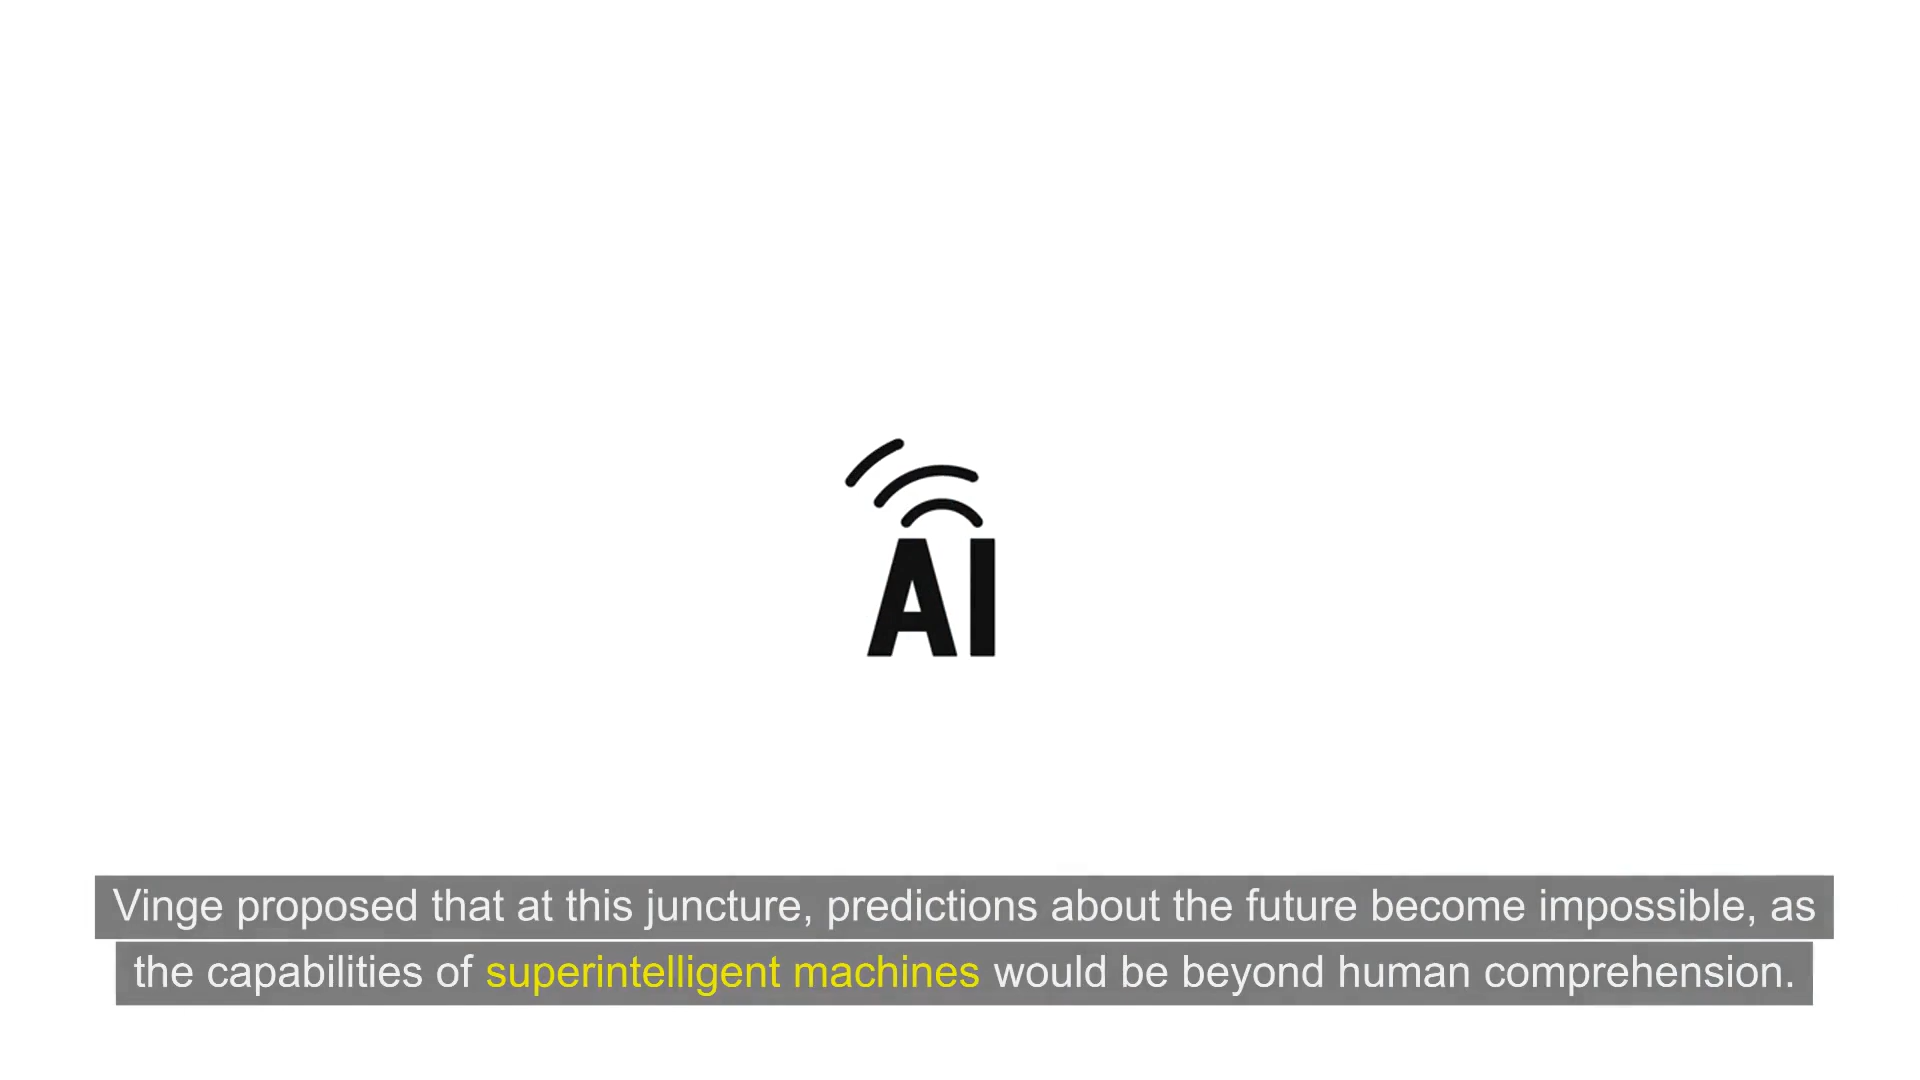 AI
Vinge proposed that at this juncture, predictions about the future become impossible, as
the capabilities of superintelligent machines would be beyond human comprehension.